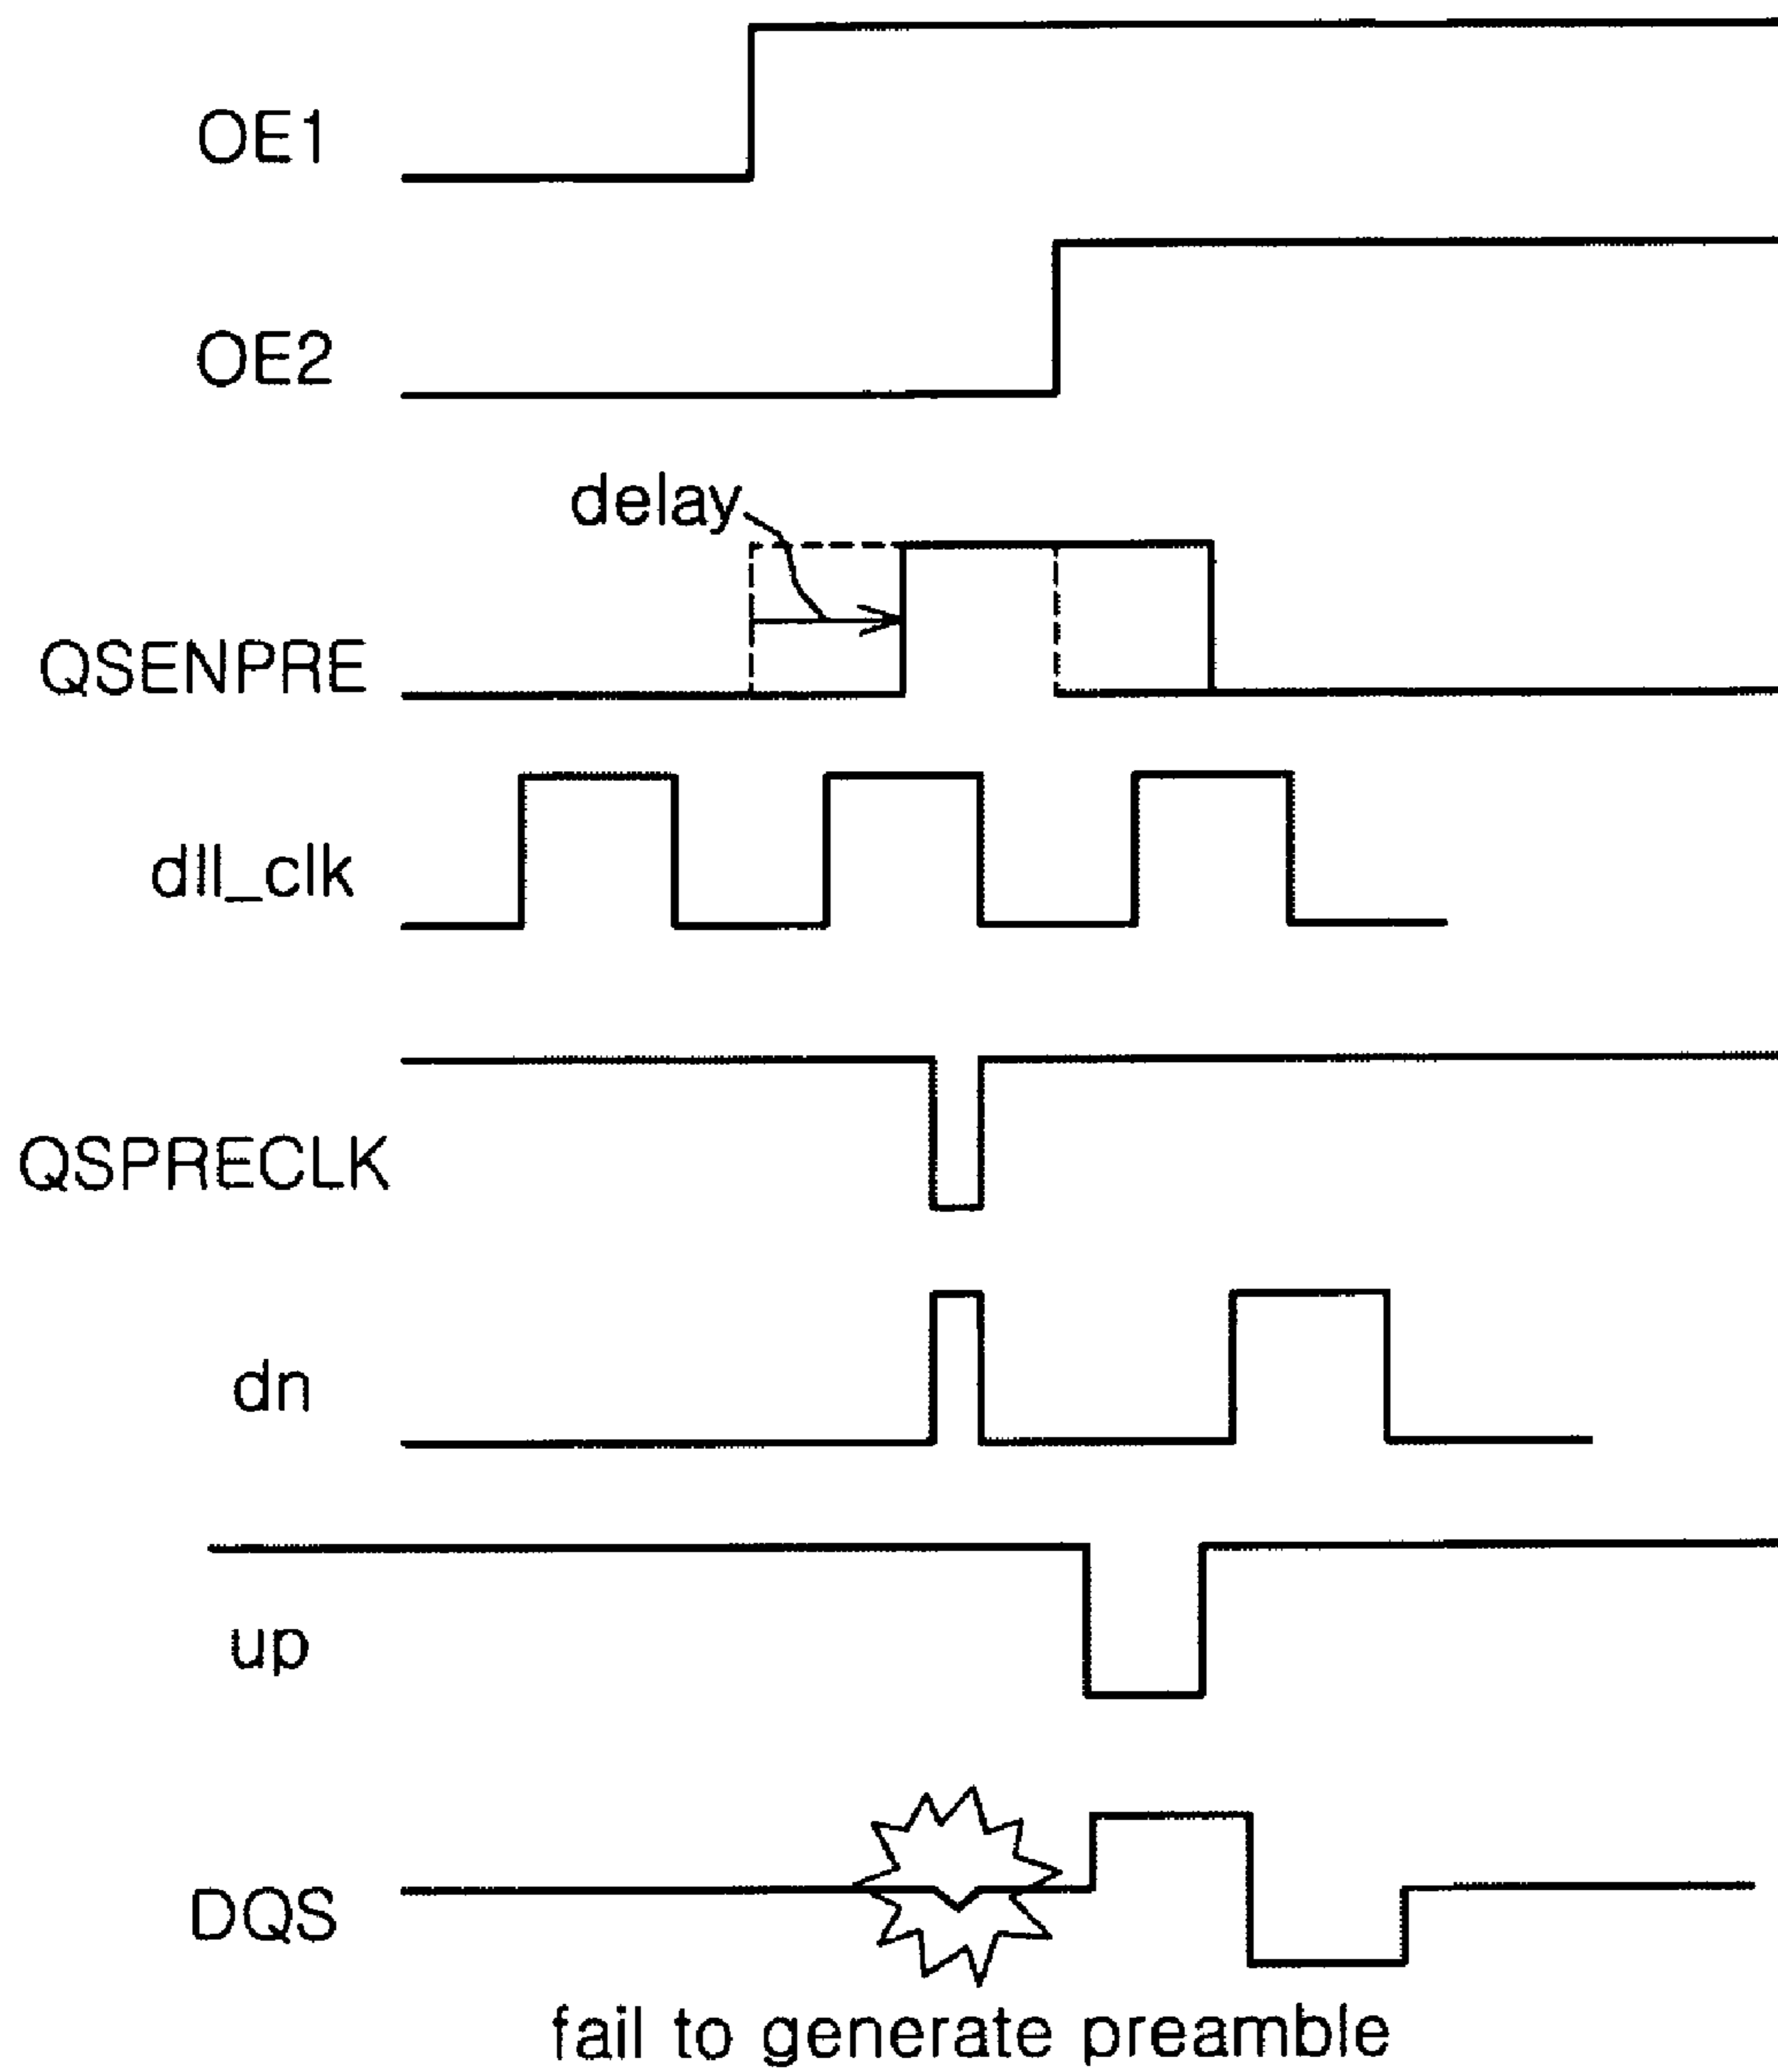 OE1
OE2
delay
QSENPRE
dll_clk
QSPRECLK
dn
up
DQS
fail to generate preamble